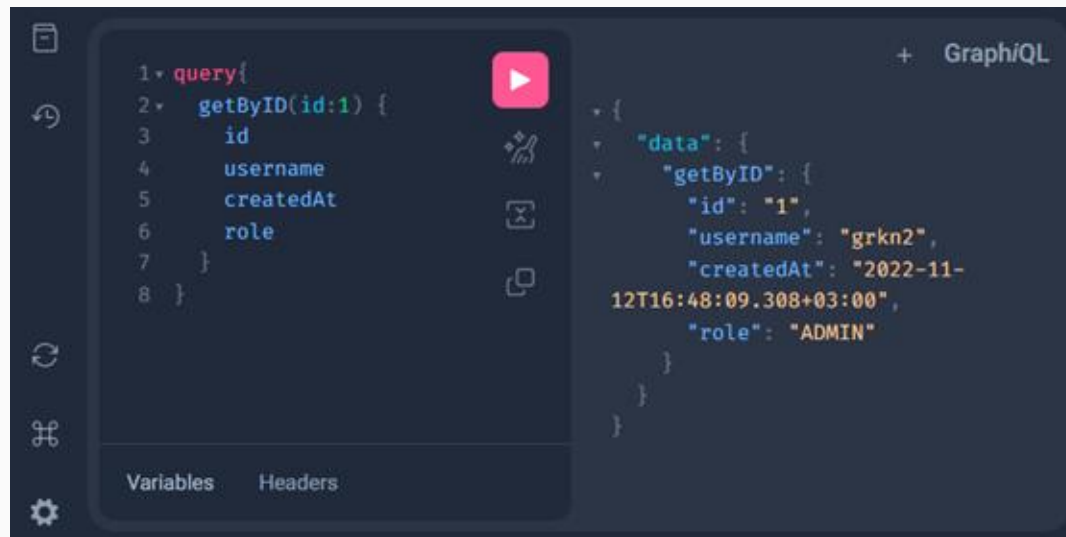 1 query{
2 getByID(id:1) {
3 id
4 username
5 createdAt
6 role
7 }
8 }
Variables Headers
+ GraphiQL
{
"data": {
"getByID": {
"id": "1",
"username": "grkn2",
"createdAt": "2022-11-
12T16:48:09.308+03:00",
"role": "ADMIN"
}
}
}